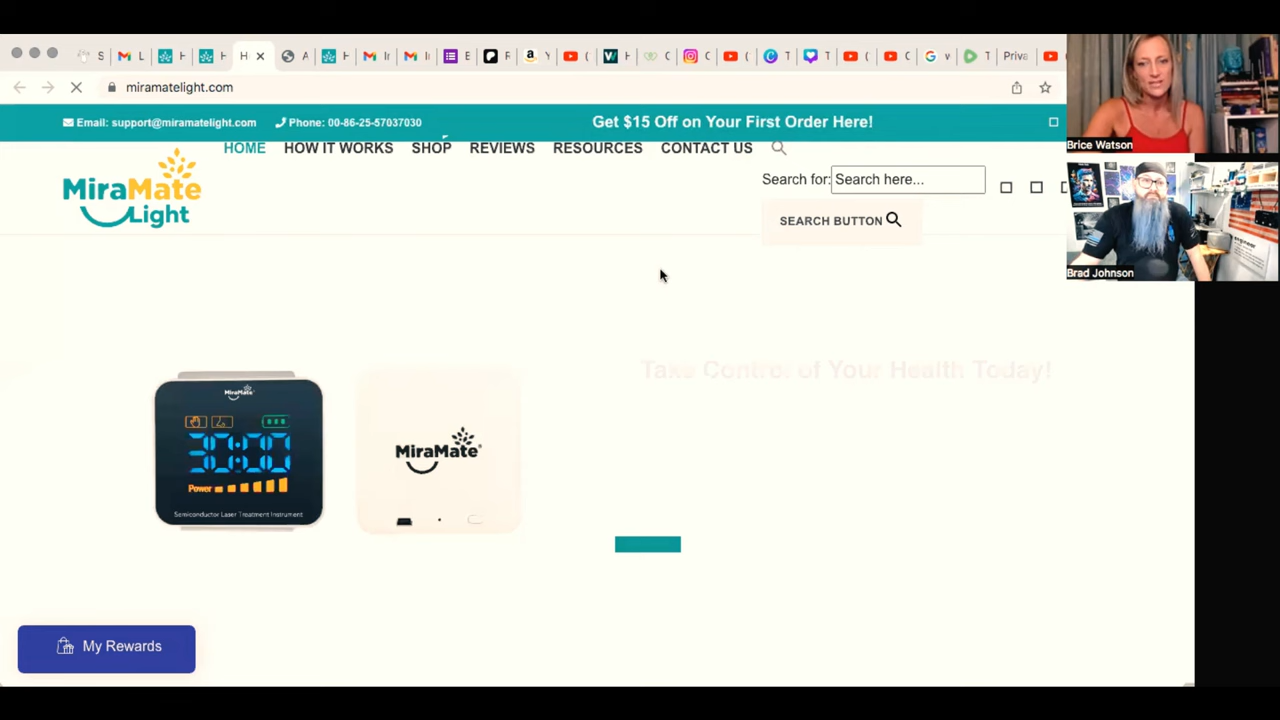 miramatelight.com
Email: support@miramatelight.com
Phone: 00-86-25-57037030
Get $15 Off on Your First Order Here!
HOME
HOW IT WORKS
SHOP
REVIEWS
RESOURCES
CONTACT US
MiraMate
Light
Search for:
Search here...
SEARCH BUTTON
Brice Watson
Brad Johnson
Take Control of Your Health Today!
MiraMate
30:00
Power
Semiconductor Laser Treatment Instrument
MiraMate
My Rewards